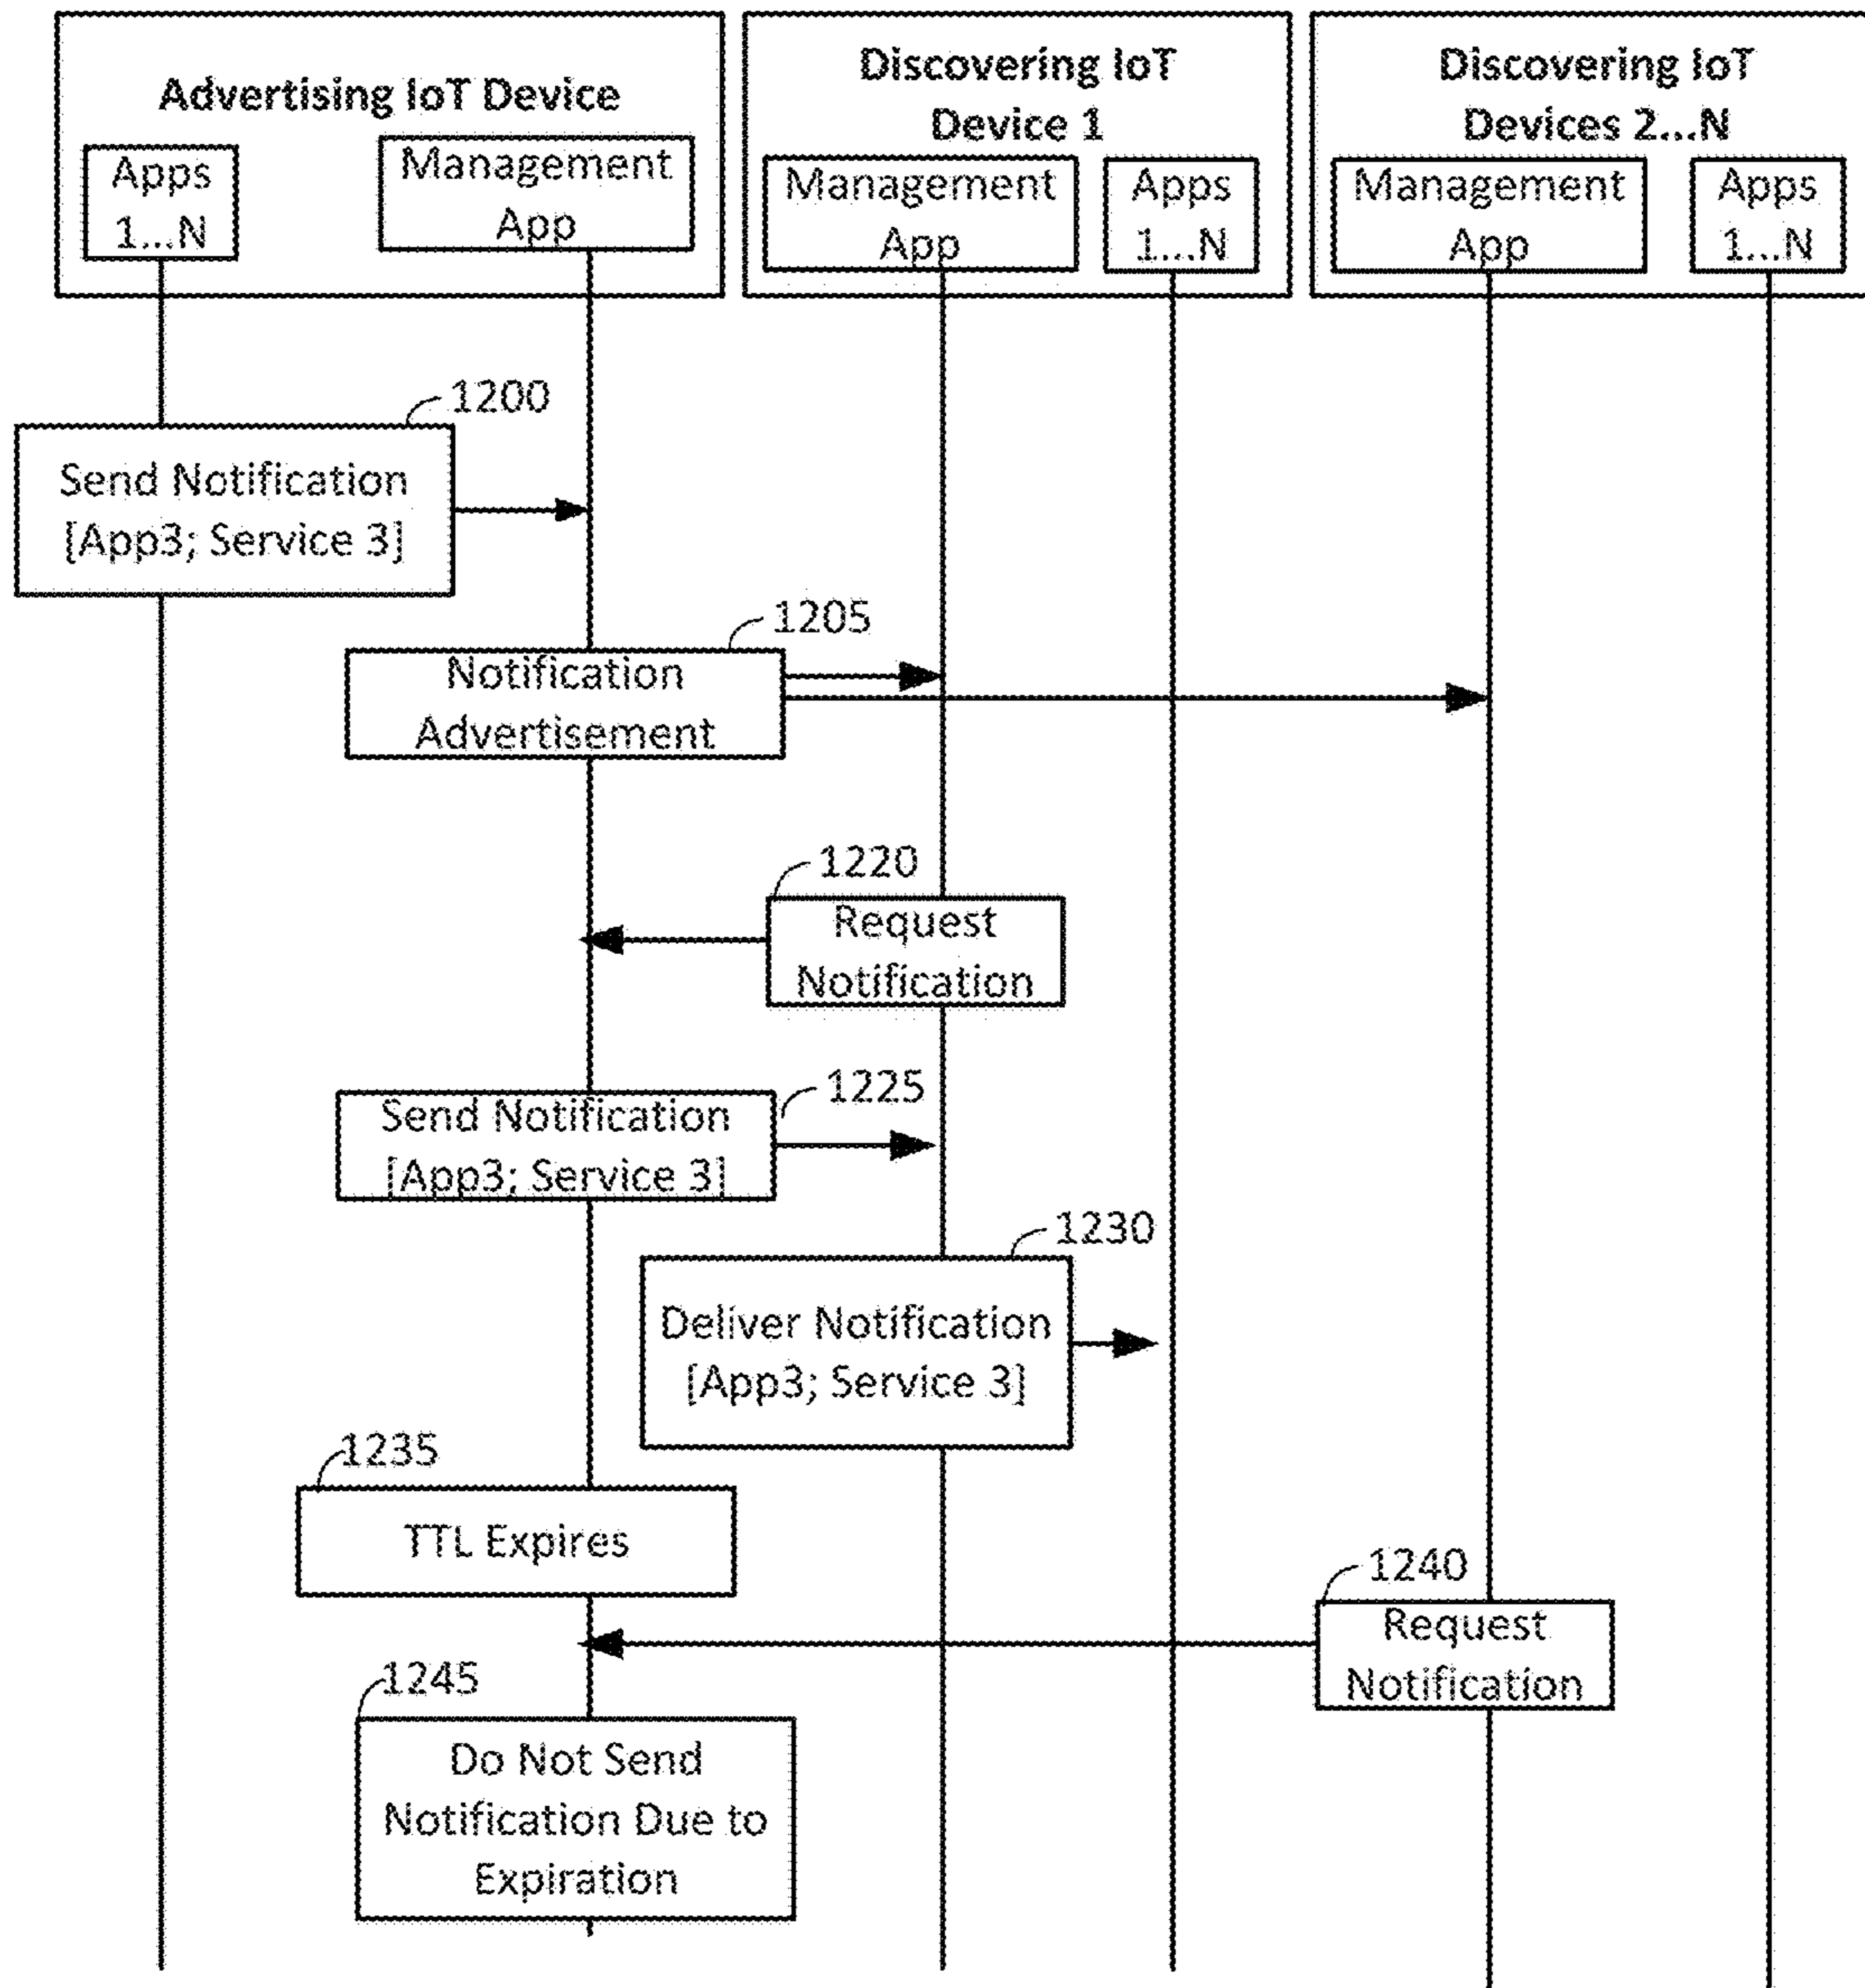 Advertising IoT Device
Apps
1...N
Management
App
Discovering IoT
Device 1
Management
App
Apps
1...N
Discovering IoT
Devices 2...N
Management
App
Apps
1...N
1200
Send Notification
[App3; Service 3]
1205
Notification
Advertisement
1220
Request
Notification
1225
Send Notification
[App3; Service 3]
1230
Deliver Notification
[App3; Service 3]
1235
TTL Expires
1240
Request
Notification
1245
Do Not Send
Notification Due to
Expiration